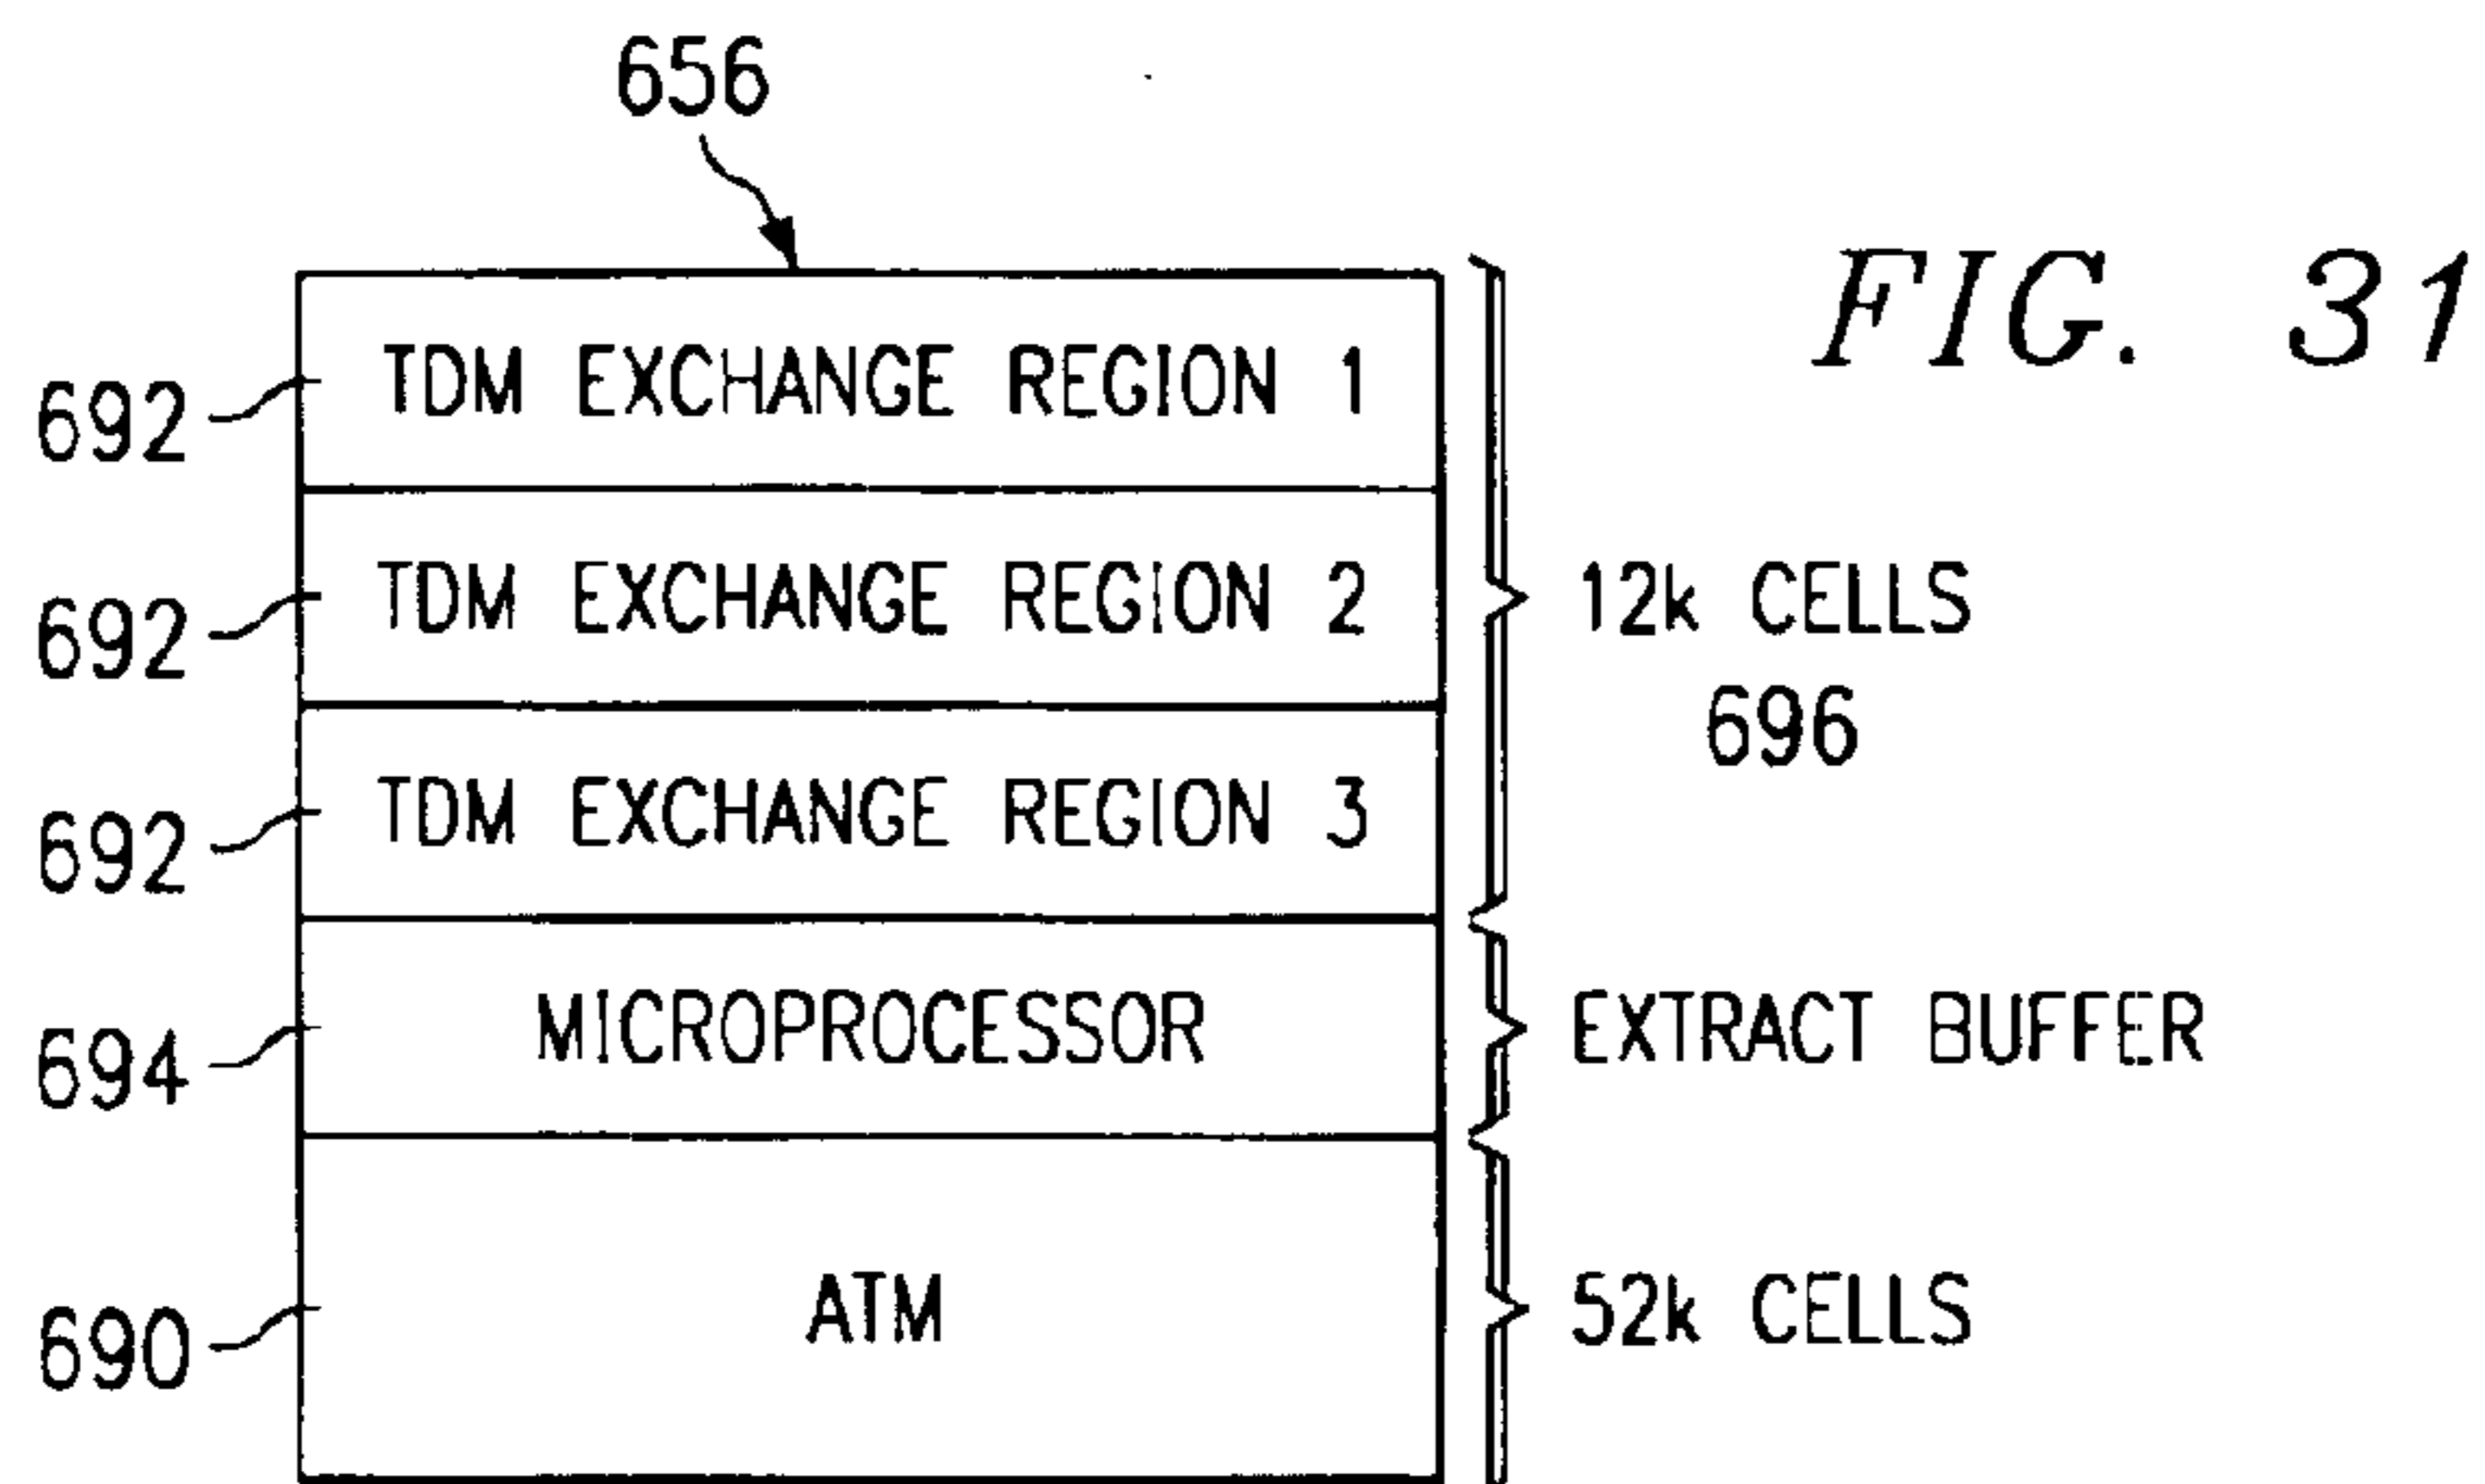 656
FIG. 31
692 TDM EXCHANGE REGION 1
692 TDM EXCHANGE REGION 2 12k CELLS
696
692 TDM EXCHANGE REGION 3
694 MICROPROCESSOR EXTRACT BUFFER
690 ATM 52k CELLS